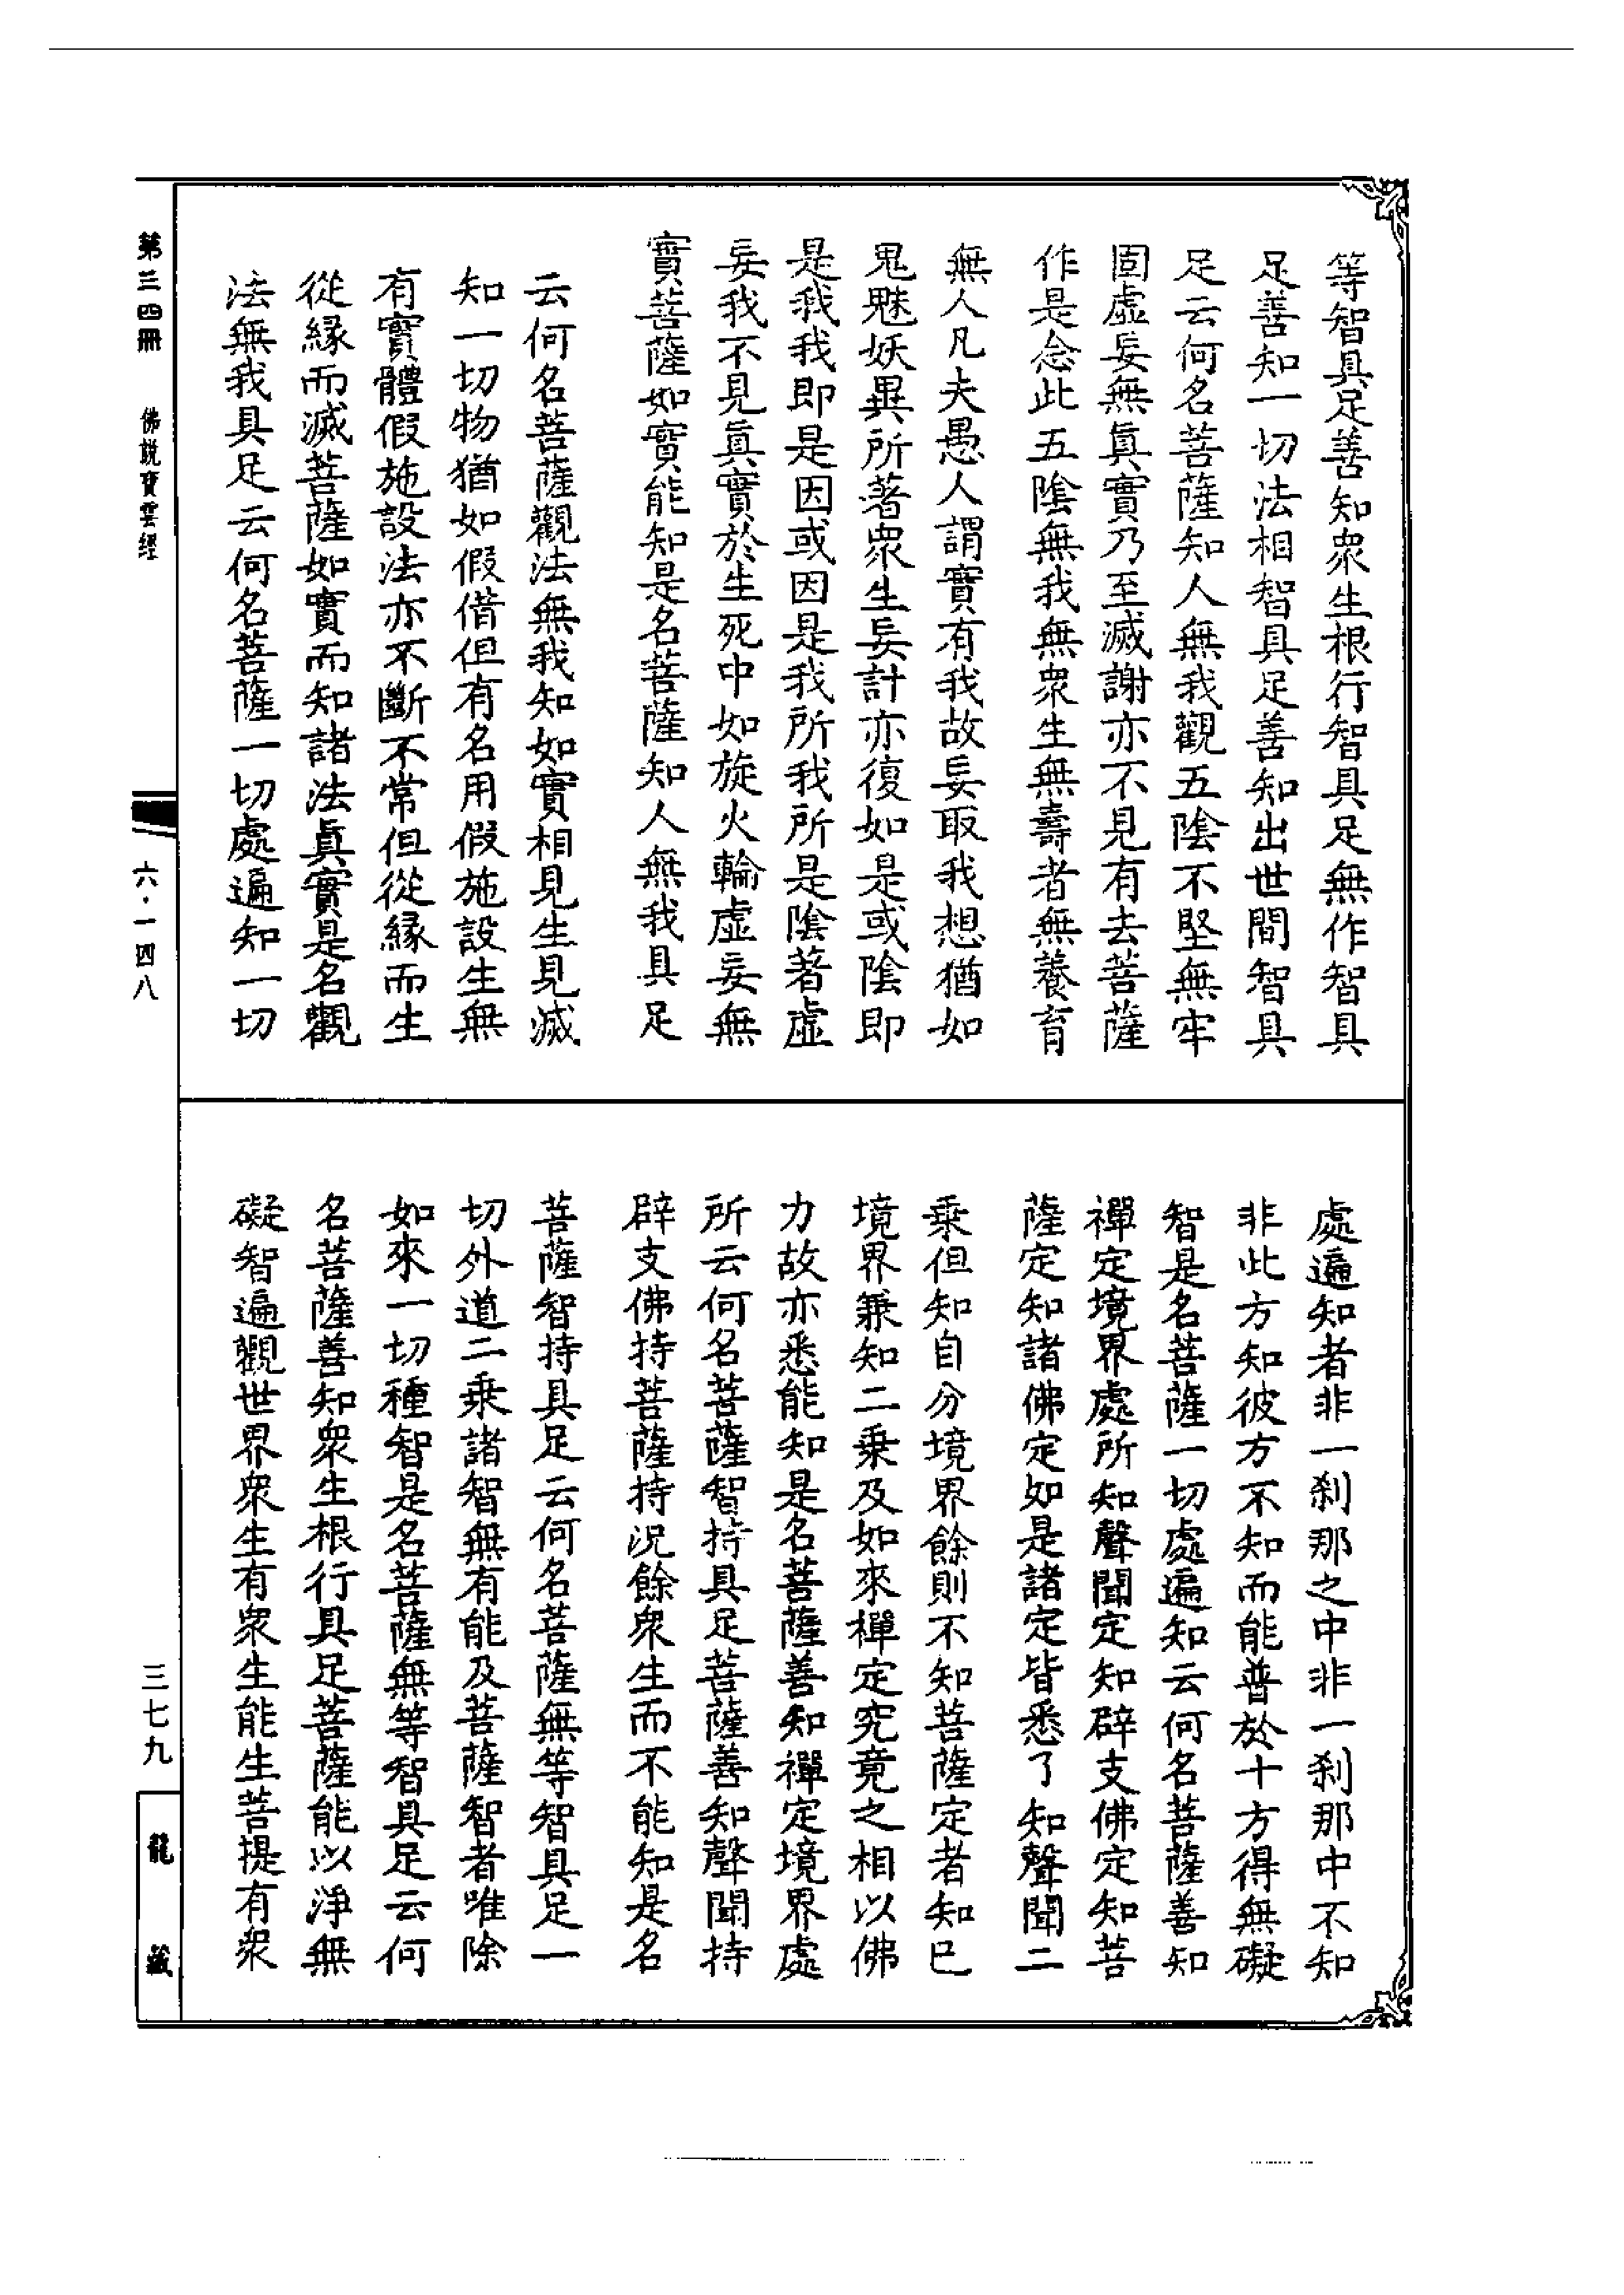 等智具足善知衆生根行智具足無作智具
足善知一切法相智具足善知出世間智具
足云何名菩薩知人無我觀五陰不堅無牢
固虛妄無眞實乃至滅謝亦不見有去菩薩
作是念此五陰無我無衆生無壽者無養育
無人凡夫愚人謂實有我故妄取我想猶如
鬼魅妖異所著衆生妄計亦復如是或陰即
是我我即是因或因是我所我所是陰著虛
妄我不見眞實於生死中如旋火輪虛妄無
實菩薩如實能知是名菩薩知人無我具足
云何名菩薩觀法無我知如實相見生見滅
知一切物猶如假借但有名用假施設生無
有實體假施設法亦不斷不常但從緣而生
從緣而滅菩薩如實而知諸法眞實是名觀
法無我具足云何名菩薩一切處遍知一切
處遍知者非一刹那之中非一刹那中不知
非此方知彼方不知而能普於十方得無礙
智是名菩薩一切處遍知云何名菩薩善知
禪定境界處所知聲聞定知辟支佛定知菩
薩定知諸佛定如是諸定皆悉了知聲聞二
乘但知自分境界餘則不知菩薩定者知已
境界兼知二乘及如來禪定究竟之相以佛
力故亦悉能知是名菩薩善知禪定境界處
所云何名菩薩智持具足菩薩善知聲聞持
辟支佛持菩薩持況餘衆生而不能知是名
菩薩智持具足云何名菩薩無等智具足一
切外道二乘諸智無有能及菩薩智者唯除
如來一切種智是名菩薩無等智具足云何
名菩薩善知衆生根行具足菩薩能以淨無
礙智遍觀世界衆生有衆生能生菩提有衆
第三四冊 佛說寶雲經 六·一四八 三七九
龍藏